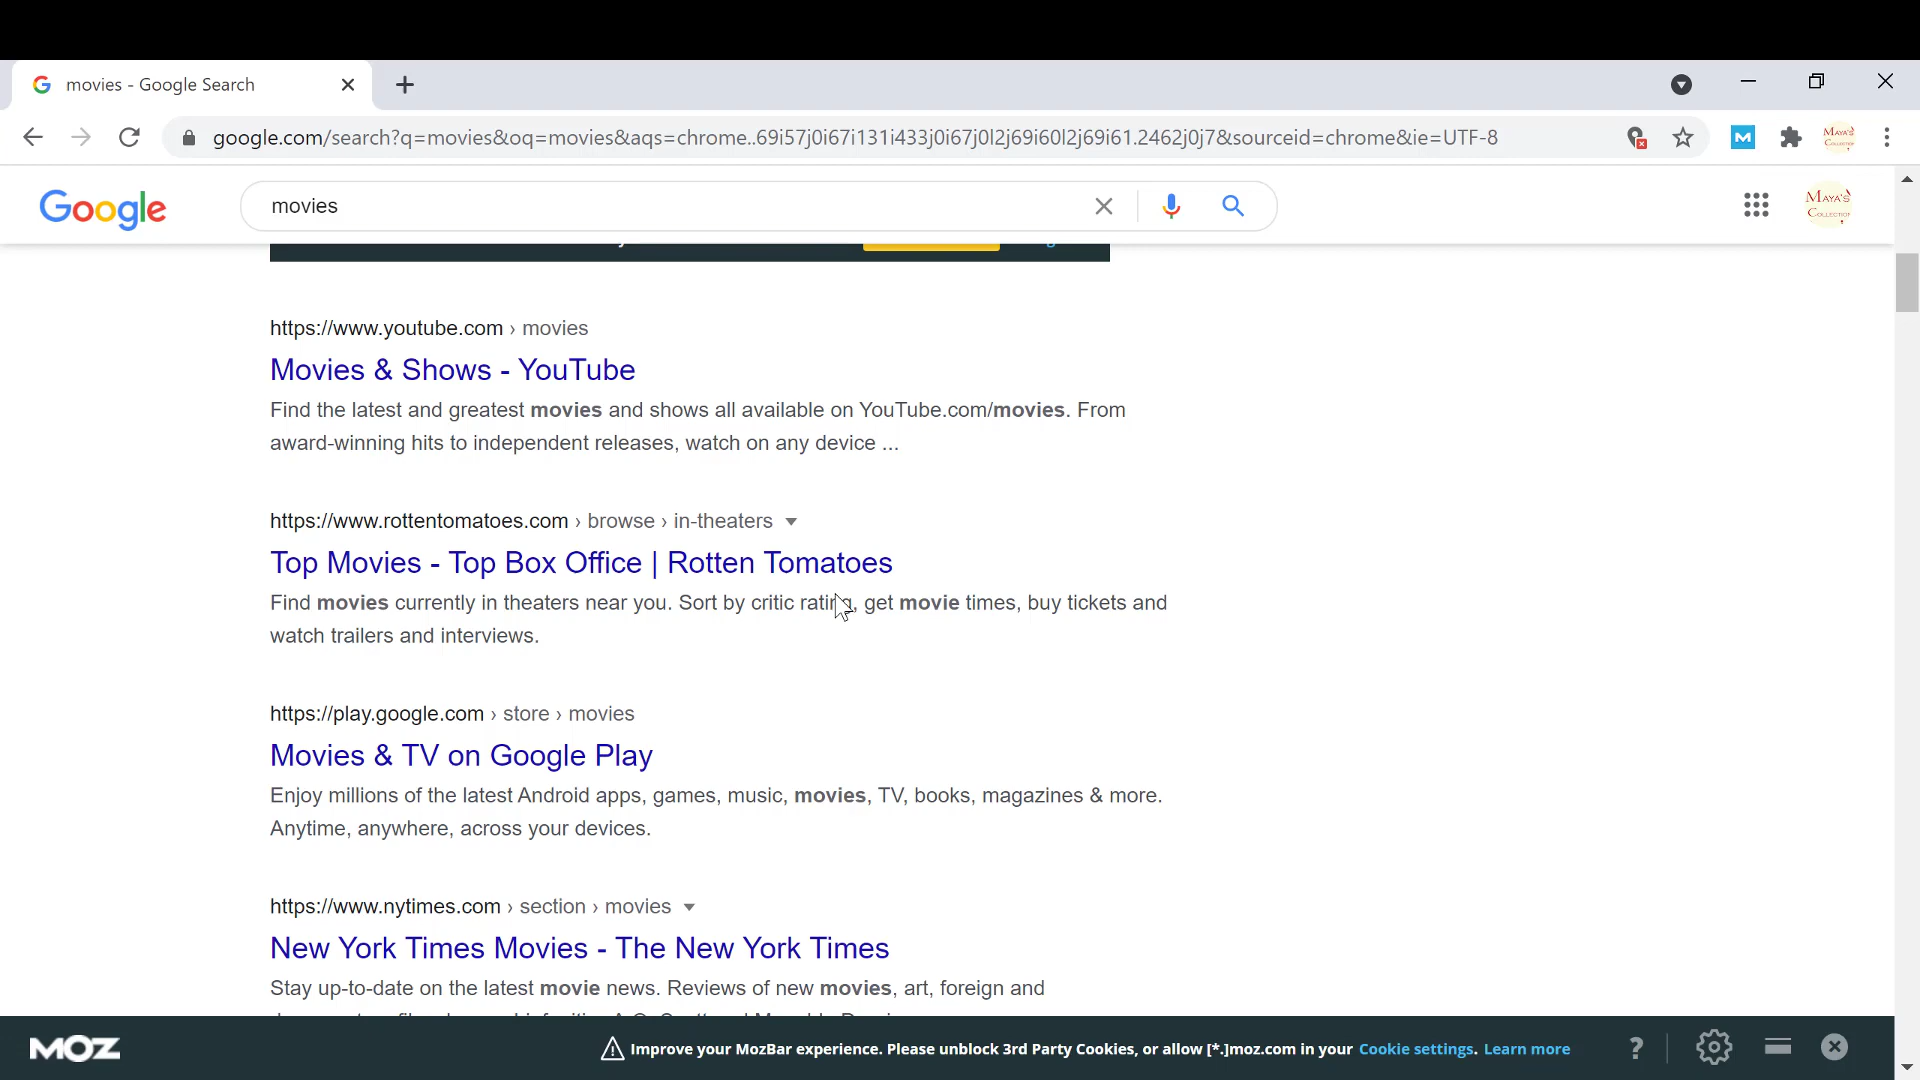 movies - Google Search
google.com/search?q=movies&oq=movies&aqs=chrome..69i57j0i67i131i433j0i67j0l2j69i60l2j69i61.2462j0j7&sourceid=chrome&ie=UTF-8
Google
movies
MAYA'S
COLLECTION
https://www.youtube.com › movies
Movies & Shows - YouTube
Find the latest and greatest movies and shows all available on YouTube.com/movies. From
award-winning hits to independent releases, watch on any device ...
https://www.rottentomatoes.com › browse › in-theaters
Top Movies - Top Box Office | Rotten Tomatoes
Find movies currently in theaters near you. Sort by critic rating, get movie times, buy tickets and
watch trailers and interviews.
https://play.google.com › store › movies
Movies & TV on Google Play
Enjoy millions of the latest Android apps, games, music, movies, TV, books, magazines & more.
Anytime, anywhere, across your devices.
https://www.nytimes.com › section › movies
New York Times Movies - The New York Times
Stay up-to-date on the latest movie news. Reviews of new movies, art, foreign and
MOZ
Improve your MozBar experience. Please unblock 3rd Party Cookies, or allow [*.]moz.com in your Cookie settings. Learn more
?